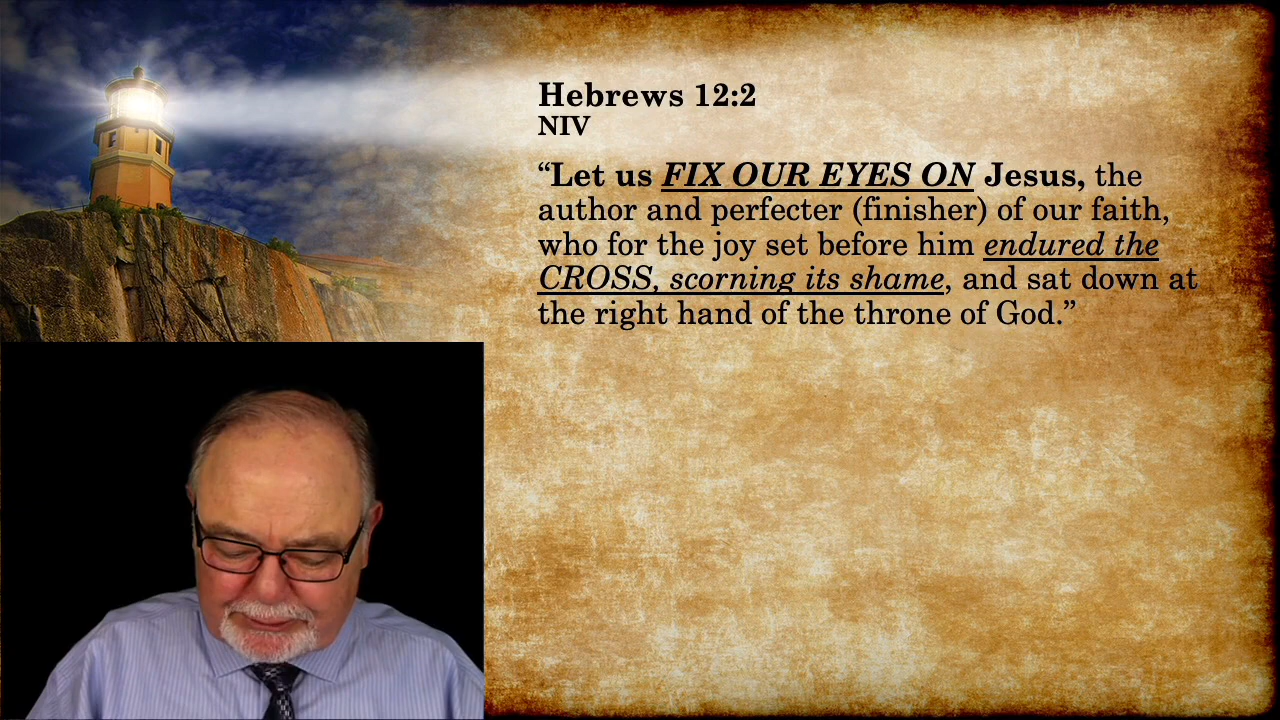 Hebrews 12:2
NIV
“Let us FIX OUR EYES ON Jesus, the
author and perfecter (finisher) of our faith,
who for the joy set before him endured the
CROSS, scorning its shame, and sat down at
the right hand of the throne of God.”